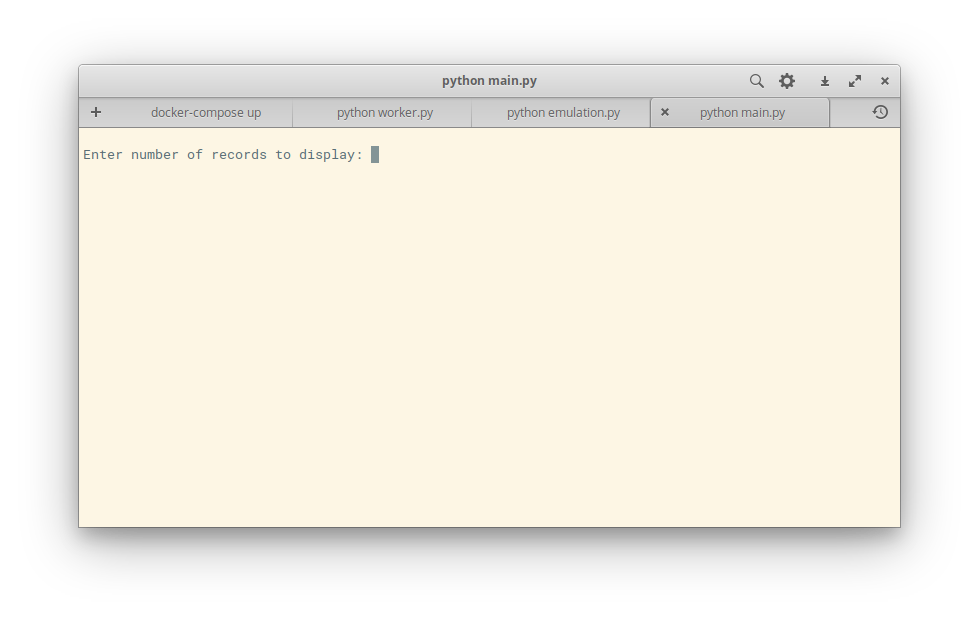 python main.py
docker-compose up
python worker.py
python emulation.py
python main.py
Enter number of records to display: